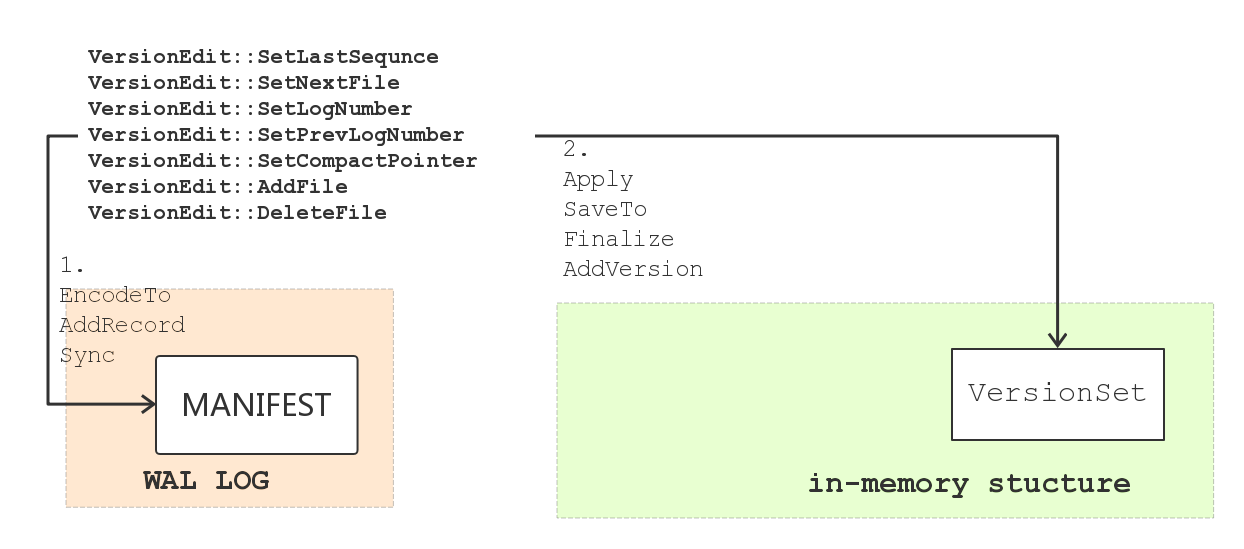 VersionEdit::SetLastSequnce
VersionEdit::SetNextFile
VersionEdit::SetLogNumber
VersionEdit::SetPrevLogNumber
VersionEdit::SetCompactPointer
VersionEdit::AddFile
VersionEdit::DeleteFile
1.
EncodeTo
AddRecord
Sync
MANIFEST
WAL LOG
2.
Apply
SaveTo
Finalize
AddVersion
VersionSet
in-memory stucture